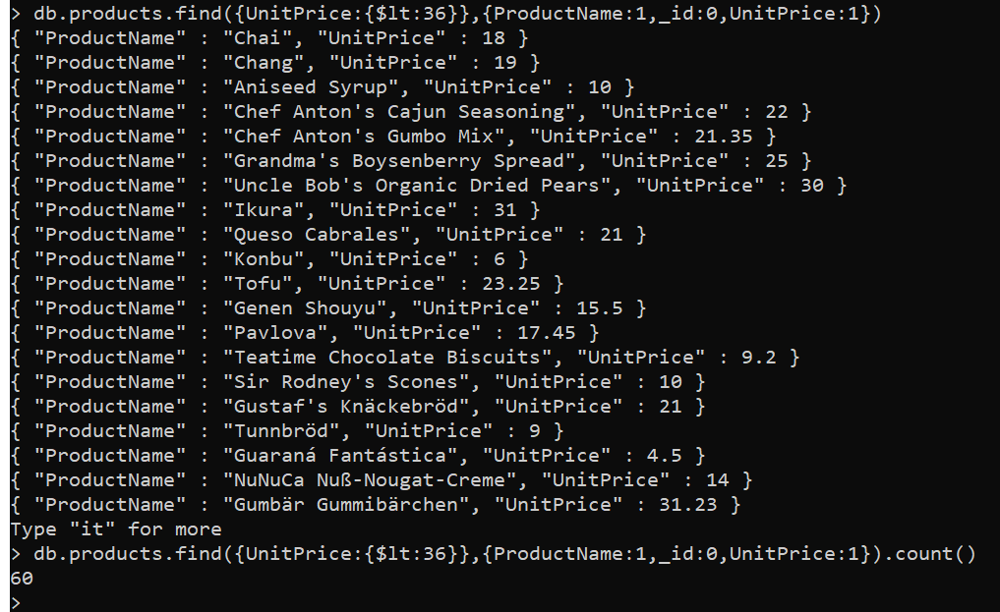 > db.products.find({UnitPrice:{$lt:36}},{ProductName:1,_id:0,UnitPrice:1})
{ "ProductName" : "Chai", "UnitPrice" : 18 }
{ "ProductName" : "Chang", "UnitPrice" : 19 }
{ "ProductName" : "Aniseed Syrup", "UnitPrice" : 10 }
{ "ProductName" : "Chef Anton's Cajun Seasoning", "UnitPrice" : 22 }
{ "ProductName" : "Chef Anton's Gumbo Mix", "UnitPrice" : 21.35 }
{ "ProductName" : "Grandma's Boysenberry Spread", "UnitPrice" : 25 }
{ "ProductName" : "Uncle Bob's Organic Dried Pears", "UnitPrice" : 30 }
{ "ProductName" : "Ikura", "UnitPrice" : 31 }
{ "ProductName" : "Queso Cabrales", "UnitPrice" : 21 }
{ "ProductName" : "Konbu", "UnitPrice" : 6 }
{ "ProductName" : "Tofu", "UnitPrice" : 23.25 }
{ "ProductName" : "Genen Shouyu", "UnitPrice" : 15.5 }
{ "ProductName" : "Pavlova", "UnitPrice" : 17.45 }
{ "ProductName" : "Teatime Chocolate Biscuits", "UnitPrice" : 9.2 }
{ "ProductName" : "Sir Rodney's Scones", "UnitPrice" : 10 }
{ "ProductName" : "Gustaf's Knäckebröd", "UnitPrice" : 21 }
{ "ProductName" : "Tunnbröd", "UnitPrice" : 9 }
{ "ProductName" : "Guaraná Fantástica", "UnitPrice" : 4.5 }
{ "ProductName" : "NuNuCa Nuß-Nougat-Creme", "UnitPrice" : 14 }
{ "ProductName" : "Gumbär Gummibärchen", "UnitPrice" : 31.23 }
Type "it" for more
> db.products.find({UnitPrice:{$lt:36}},{ProductName:1,_id:0,UnitPrice:1}).count()
60
>